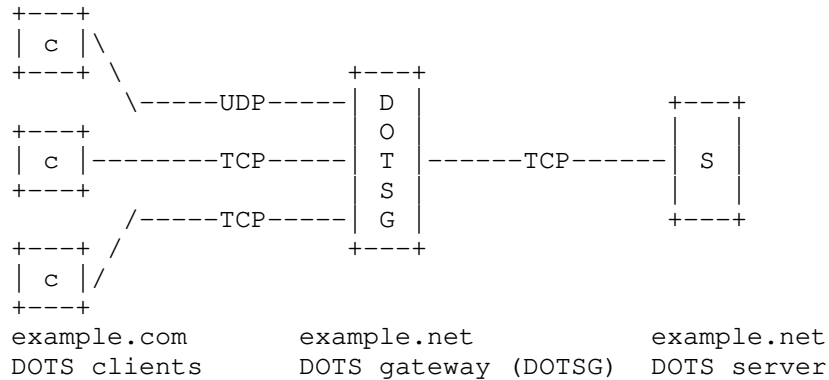 +---+
| c |\
+---+ \              +---+
       \-----UDP-----| D |                +---+
+---+                | O |                |   |
| c |--------TCP-----| T |------TCP------| S |
+---+                | S |                |   |
       /-----TCP-----| G |                +---+
+---+ /              +---+
| c |/
+---+
example.com example.net example.net
DOTS clients DOTS gateway (DOTSG) DOTS server